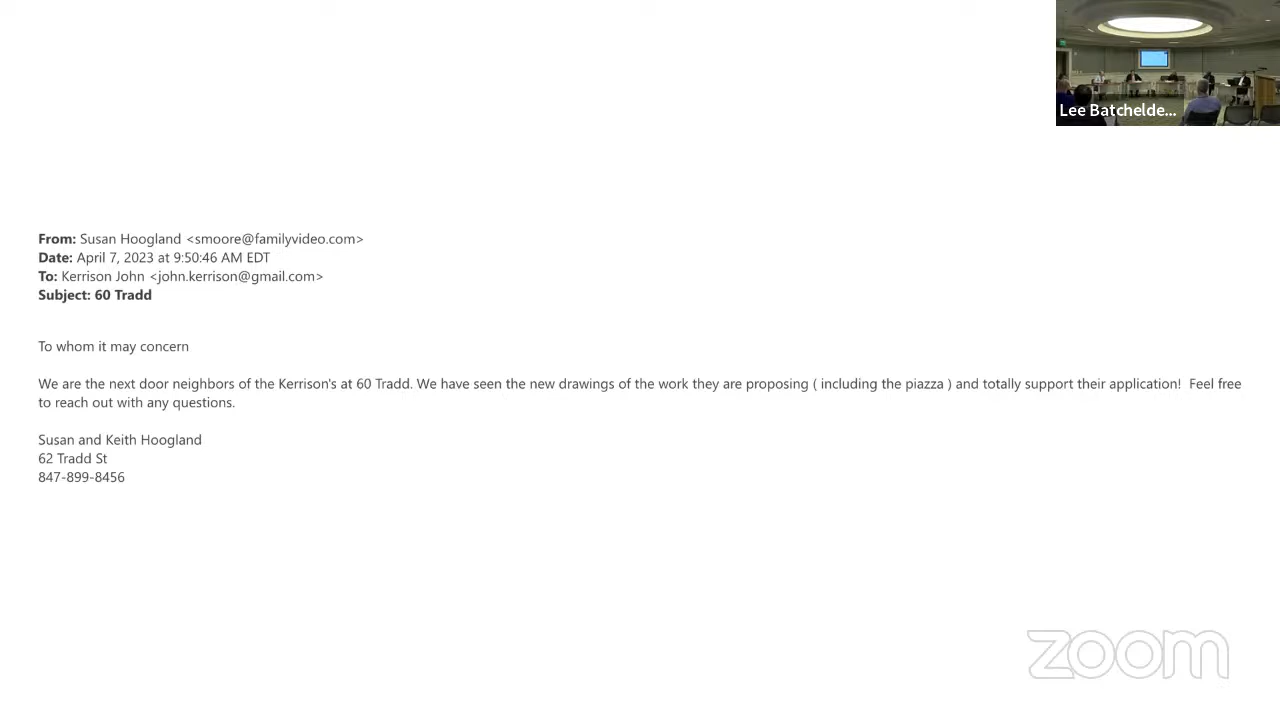 Lee Batchelde...
From: Susan Hoogland <smoore@familyvideo.com>
Date: April 7, 2023 at 9:50:46 AM EDT
To: Kerrison John <john.kerrison@gmail.com>
Subject: 60 Tradd
To whom it may concern
We are the next door neighbors of the Kerrison's at 60 Tradd. We have seen the new drawings of the work they are proposing ( including the piazza ) and totally support their application!  Feel free
to reach out with any questions.
Susan and Keith Hoogland
62 Tradd St
847-899-8456
zoom